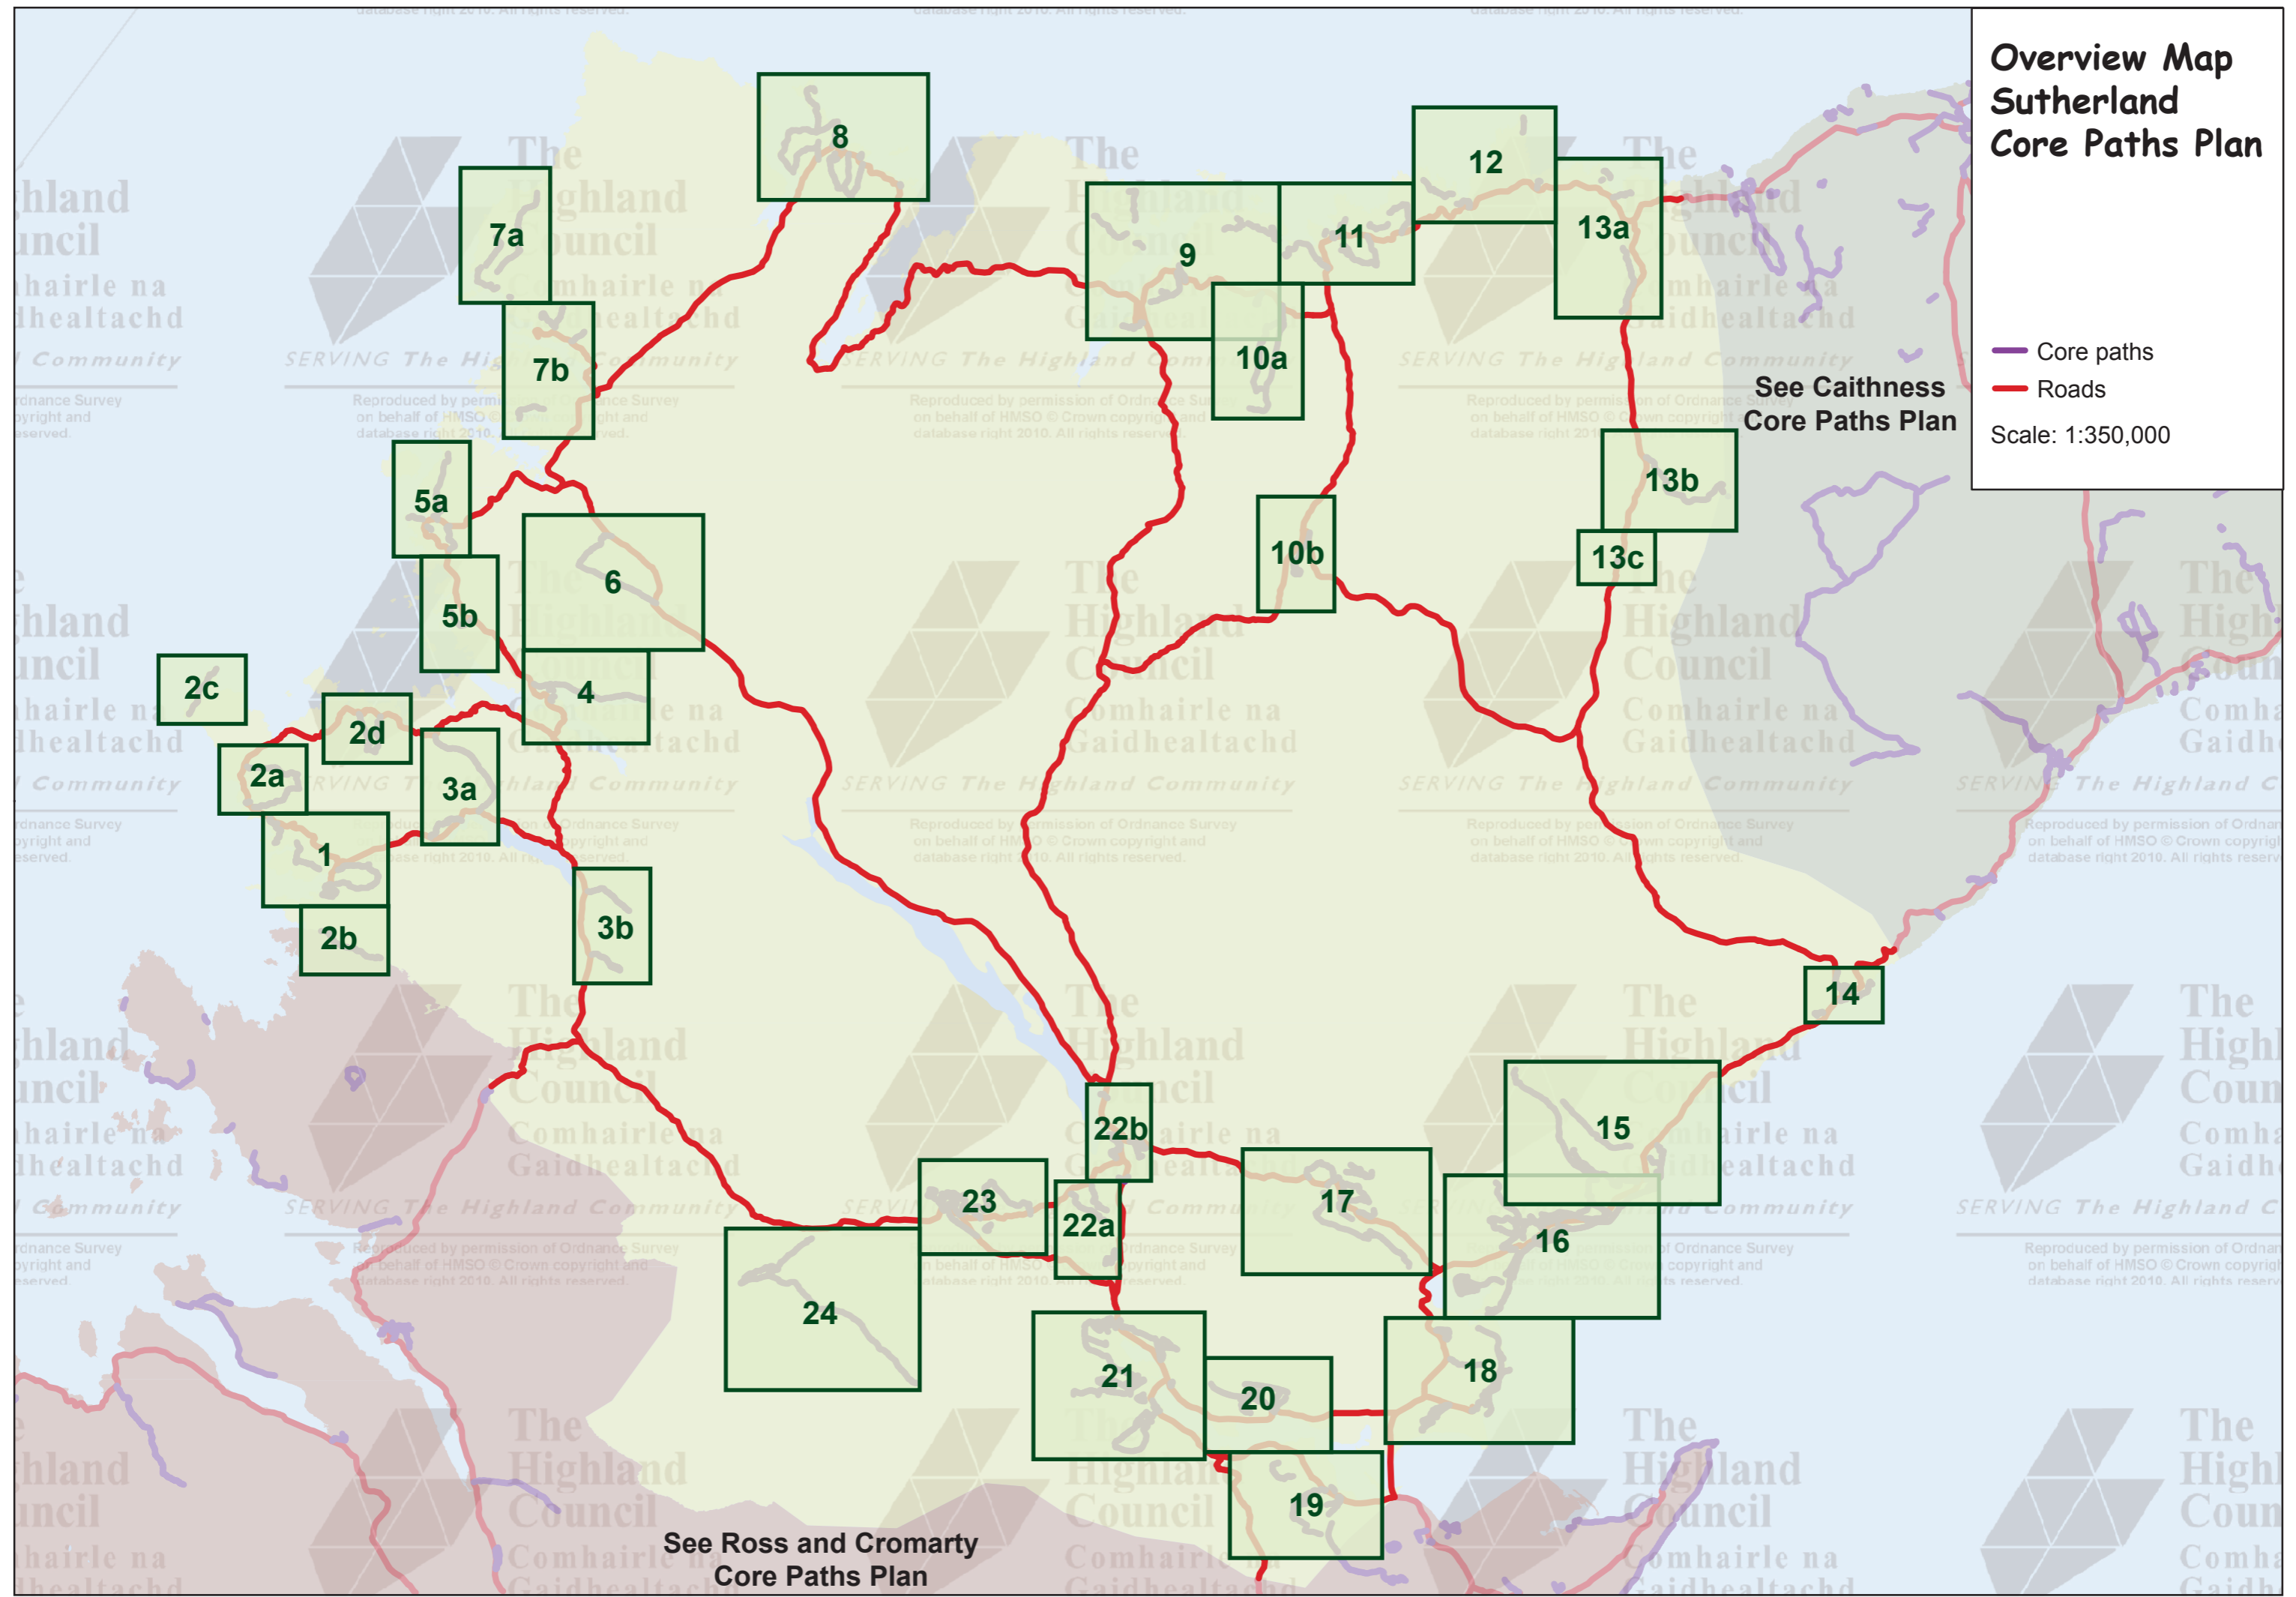 Overview Map
Sutherland
Core Paths Plan
Core paths
Roads
Scale: 1:350,000
See Caithness
Core Paths Plan
See Ross and Cromarty
Core Paths Plan
8
12
7a
13a
11
9
10a
7b
13b
5a
10b
13c
6
5b
2c
4
2d
2a
3a
1
3b
2b
14
22b
15
23
17
22a
16
24
21
18
20
19
The
Highland
Council
Comhairle na
Gaidhealtachd
SERVING The Highland Community
Reproduced by permission of Ordnance Survey
on behalf of HMSO © Crown copyright and
database right 2010. All rights reserved.